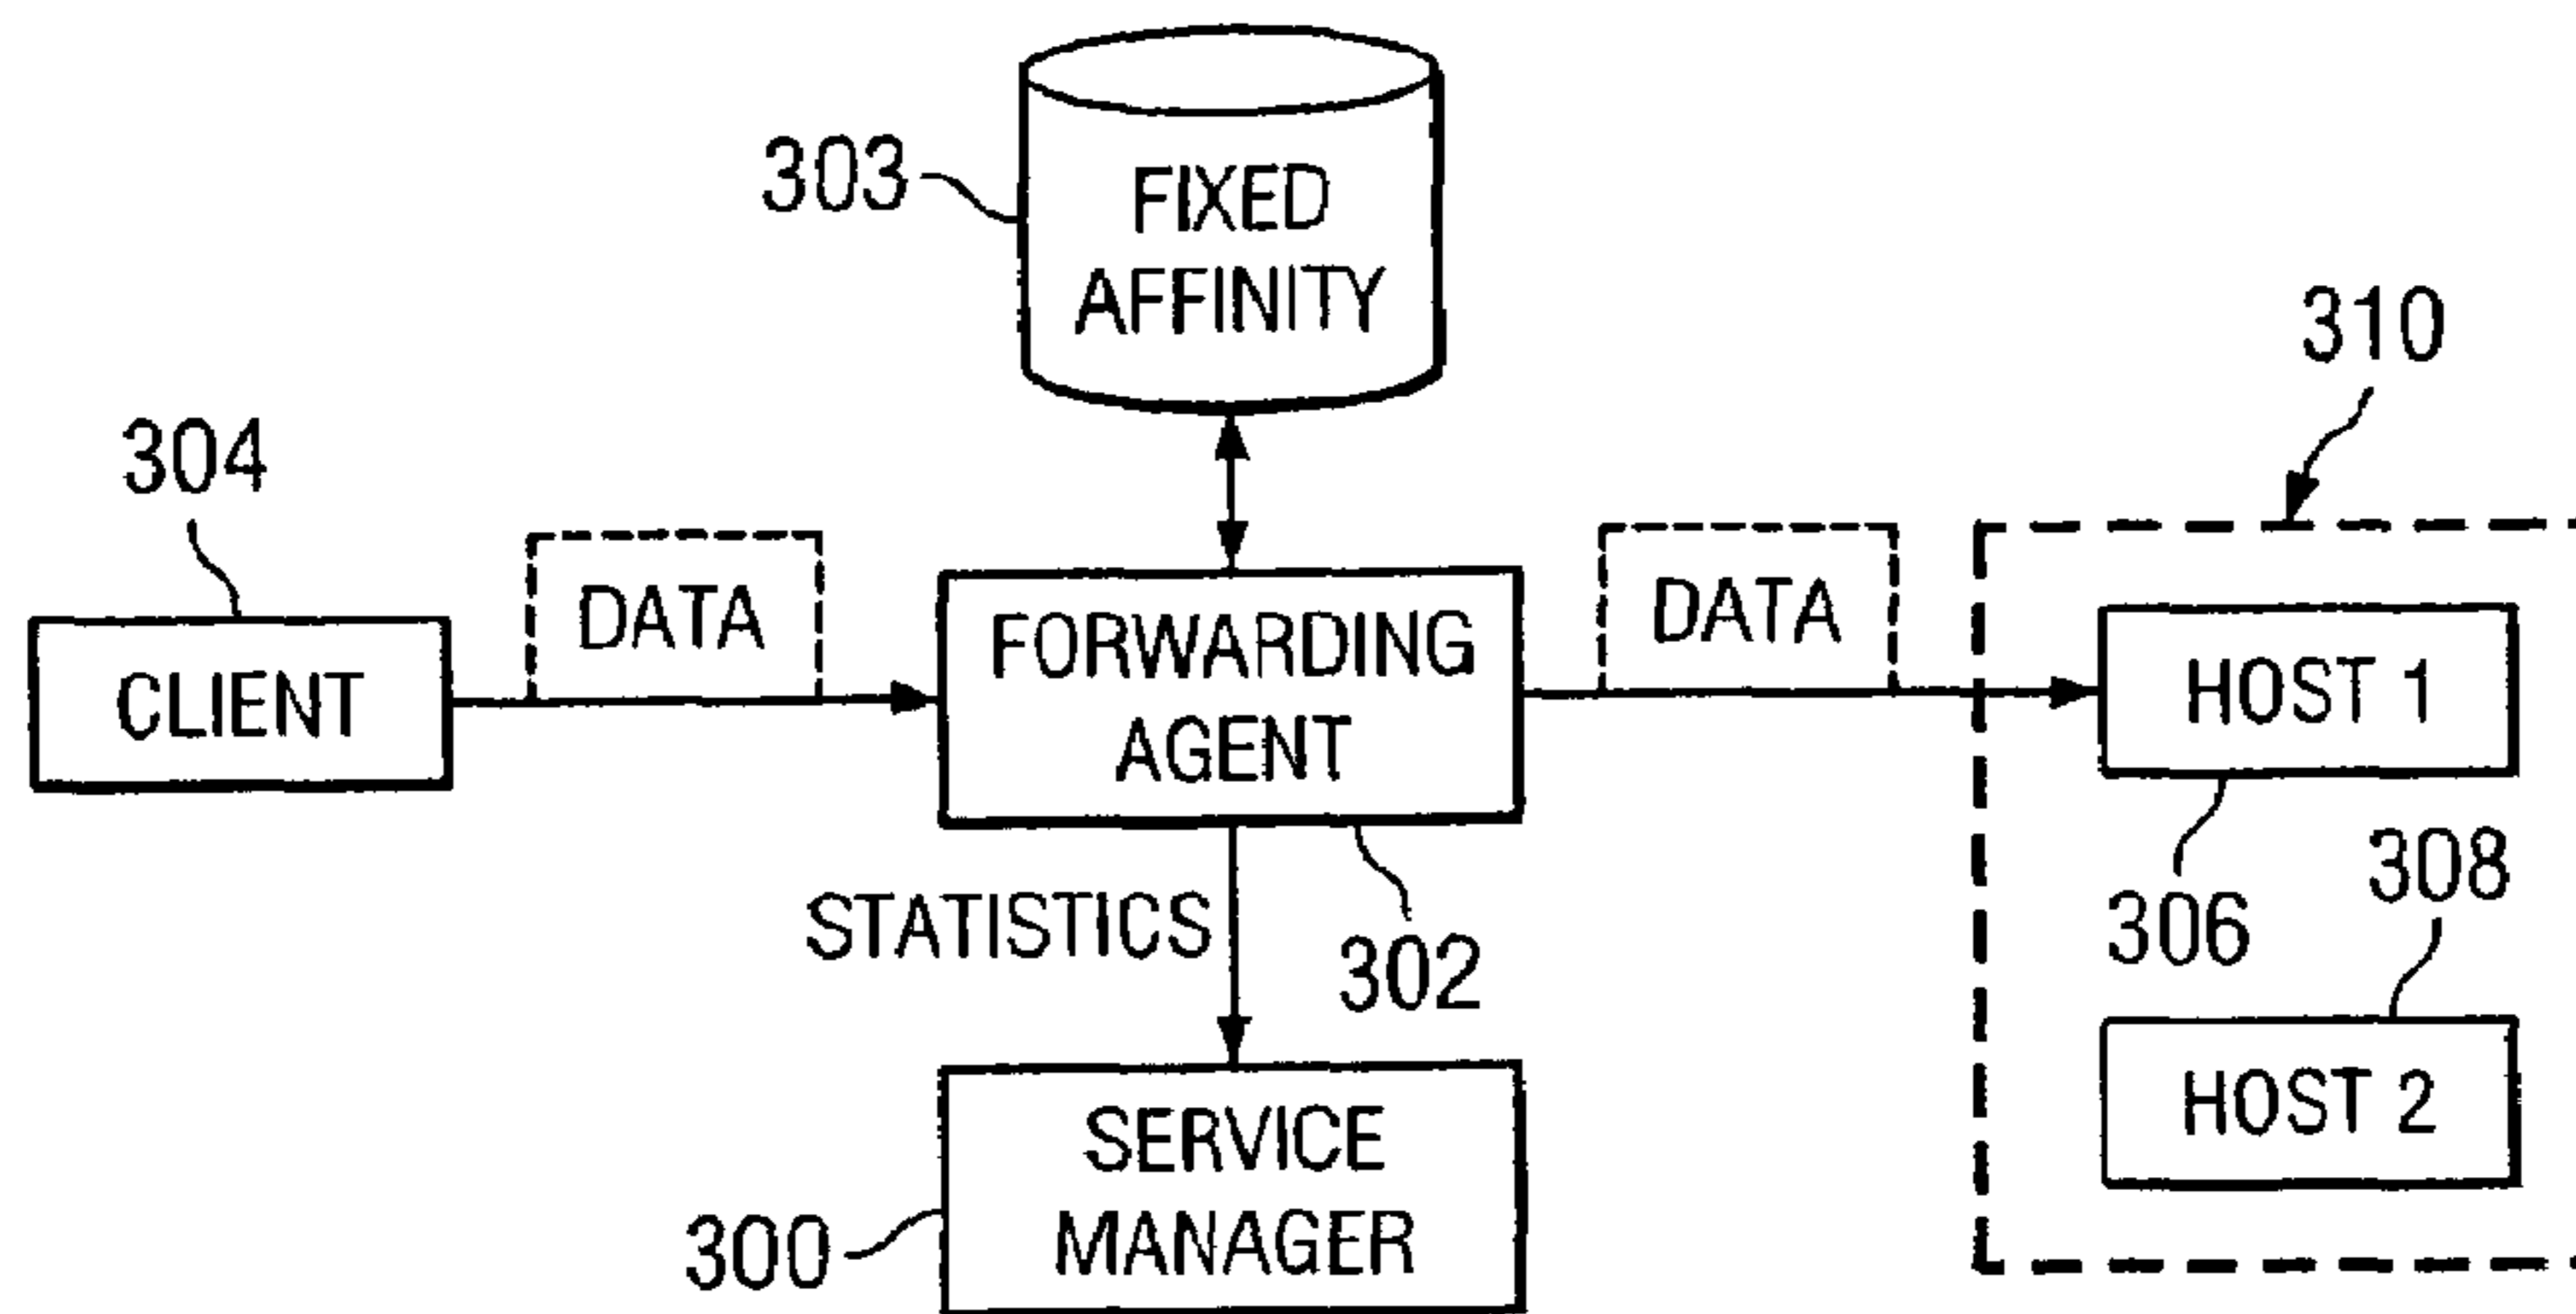 303
FIXED
AFFINITY
310
304
DATA
DATA
CLIENT
FORWARDING
AGENT
HOST 1
306
308
STATISTICS
302
HOST 2
SERVICE
MANAGER
300